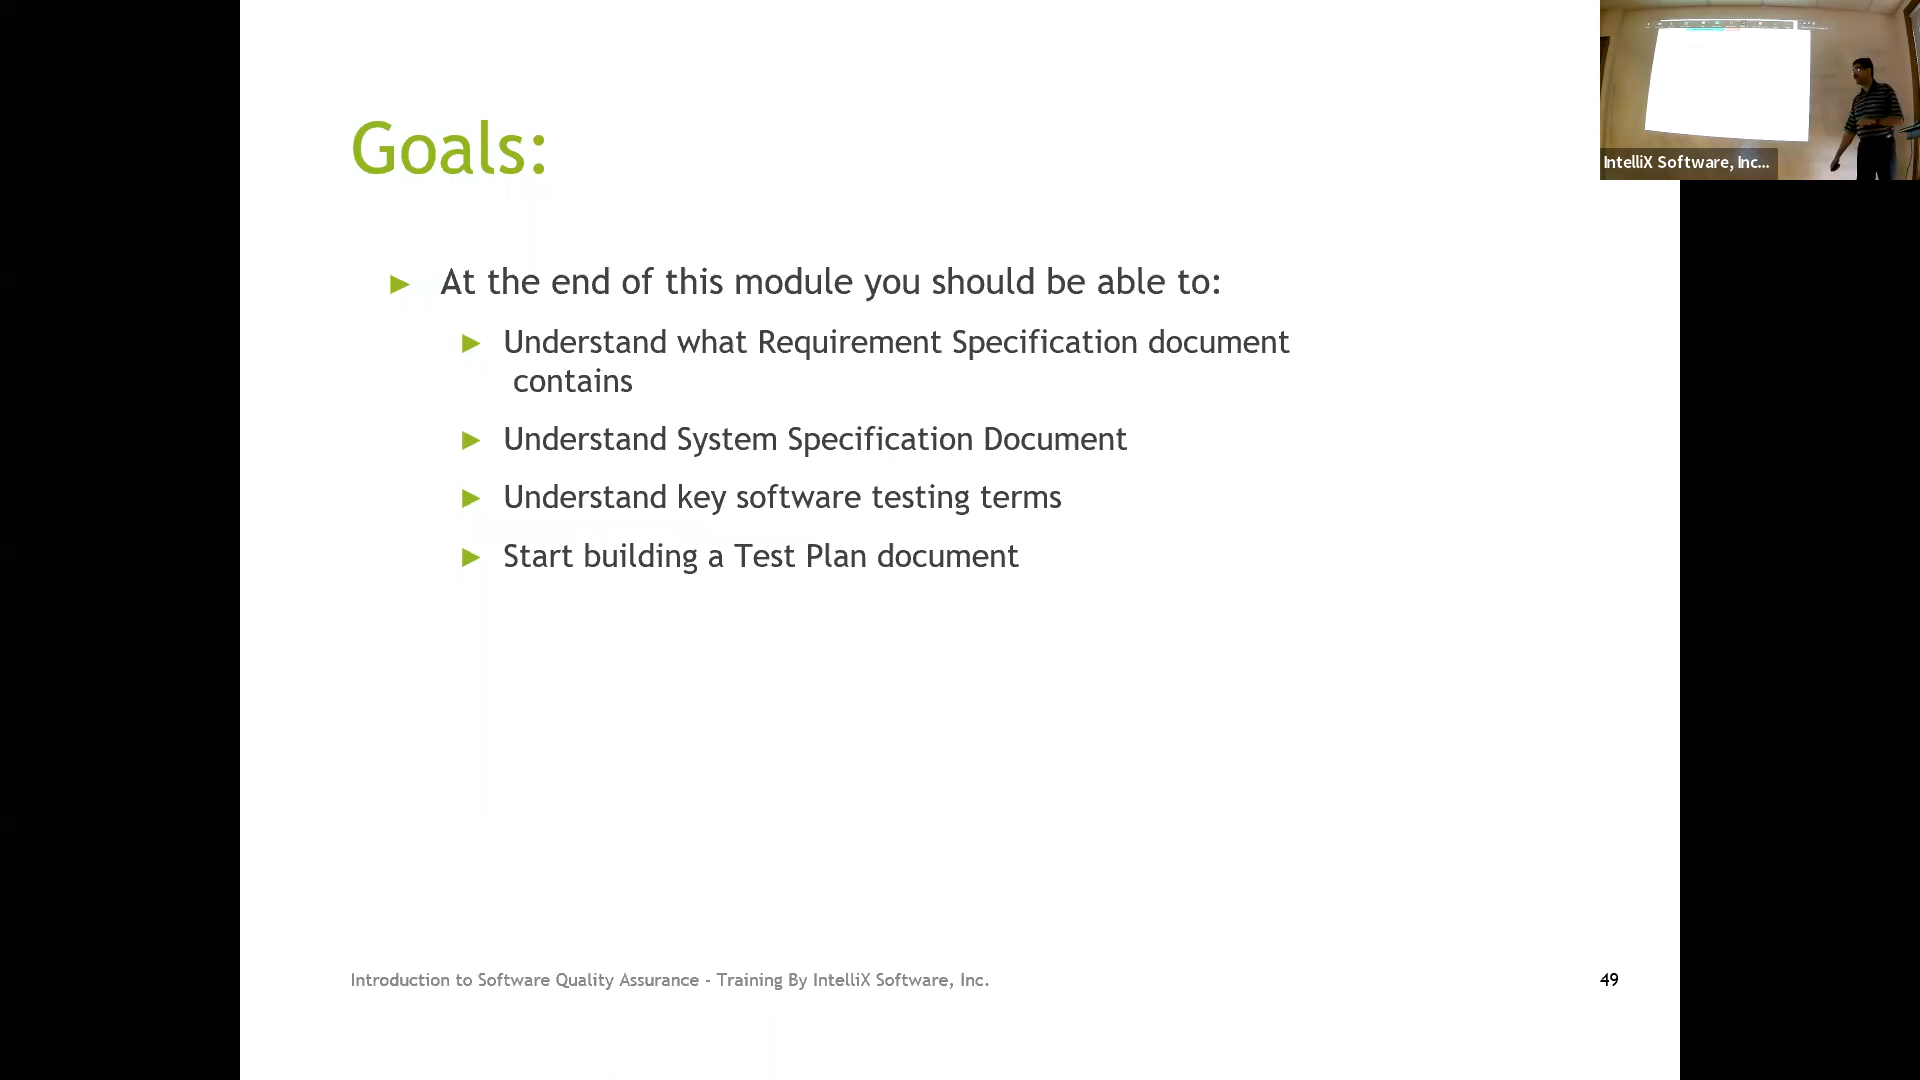 IntelliX Software, Inc...
Goals:
At the end of this module you should be able to:
Understand what Requirement Specification document
contains
Understand System Specification Document
Understand key software testing terms
Start building a Test Plan document
Introduction to Software Quality Assurance - Training By IntelliX Software, Inc.
49